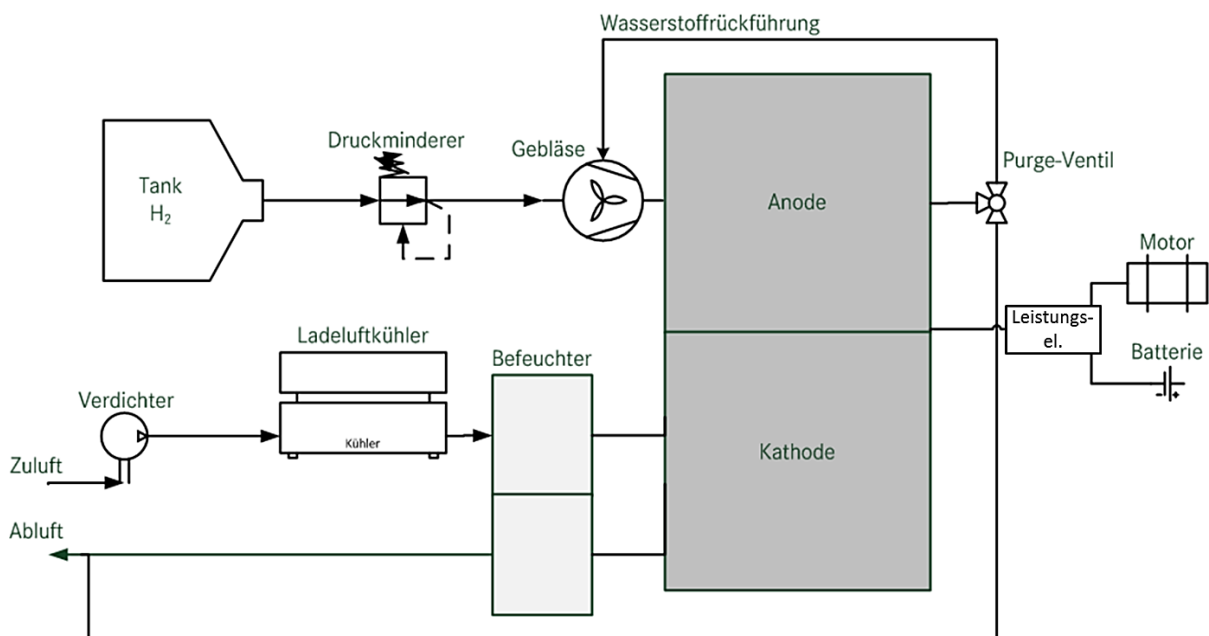 Wasserstoffrückführung
Druckminderer
Gebläse
Purge-Ventil
Tank
H₂
Anode
Motor
Leistungs-
el.
Ladeluftkühler
Befeuchter
Batterie
- +
Verdichter
Kühler
Kathode
Zuluft
Abluft